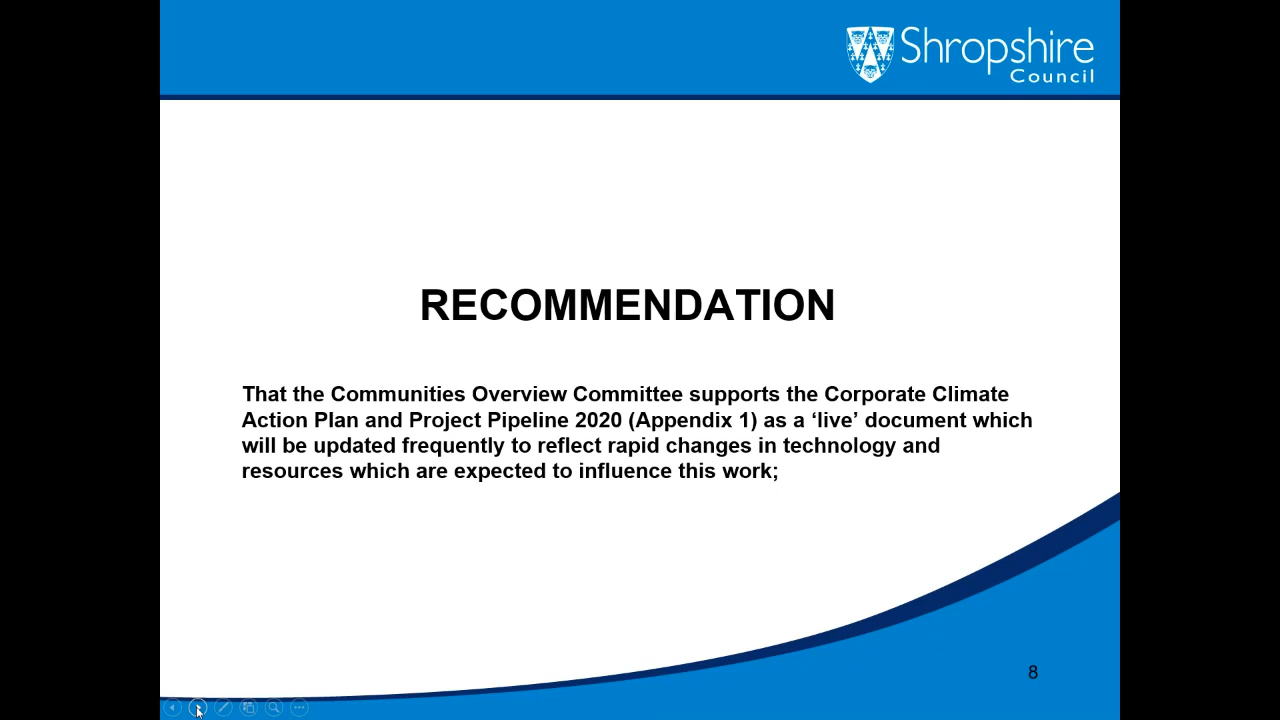 Shropshire
Council
RECOMMENDATION
That the Communities Overview Committee supports the Corporate Climate
Action Plan and Project Pipeline 2020 (Appendix 1) as a ‘live’ document which
will be updated frequently to reflect rapid changes in technology and
resources which are expected to influence this work;
8